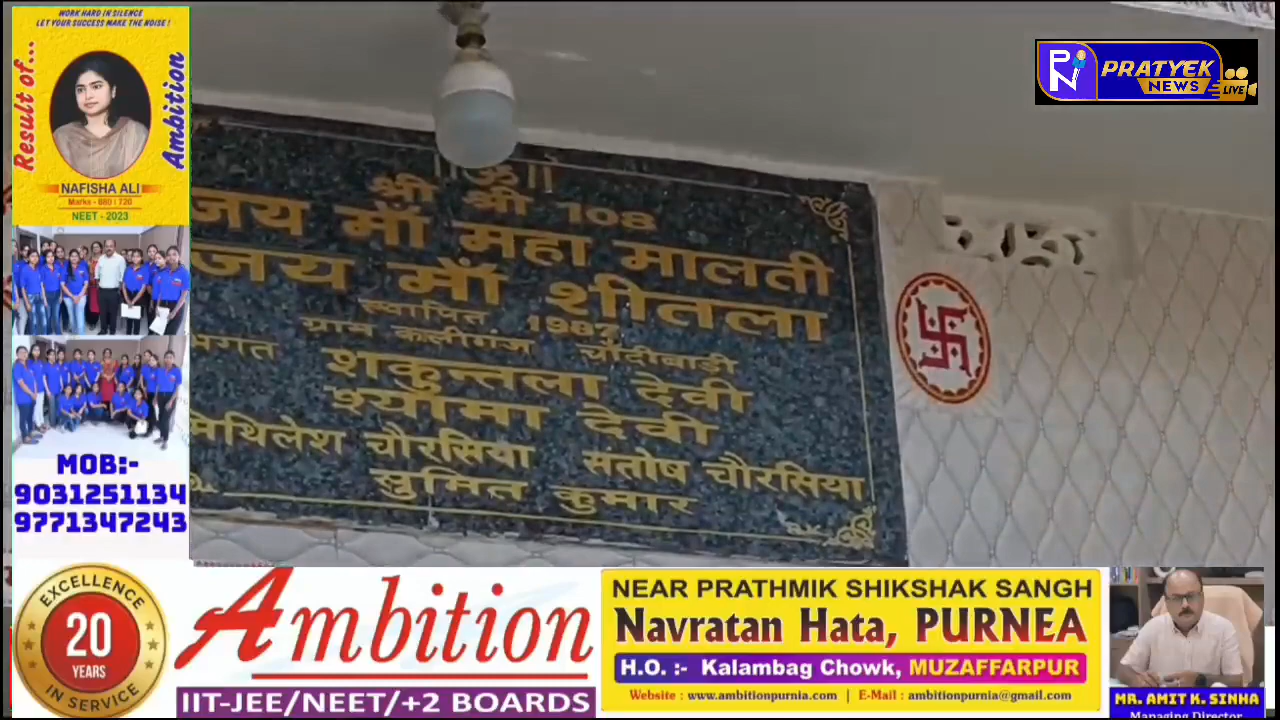 WORK HARD IN SILENCE
LET YOUR SUCCESS MAKE THE NOISE !
Result of...
Ambition
NAFISHA ALI
Marks - 680 | 720
NEET - 2023
MOB:-
9031251134
9771347243
PN
PRATYEK
NEWS
LIVE
||ॐ||
श्री श्री 108
जय माँ महा मालती
जय माँ शीतला
स्थापित 1987
ग्राम कलीगंज चाँदीबाड़ी
भगत शकुन्तला देवी
श्यामा देवी
मिथिलेश चौरसिया संतोष चौरसिया
सुमित कुमार
EXCELLENCE
20
YEARS
IN SERVICE
Ambition
IIT-JEE/NEET/+2 BOARDS
NEAR PRATHMIK SHIKSHAK SANGH
Navratan Hata, PURNEA
H.O. :- Kalambag Chowk, MUZAFFARPUR
Website : www.ambitionpurnia.com | E-Mail : ambitionpurnia@gmail.com
MR. AMIT K. SINHA
Managing Director